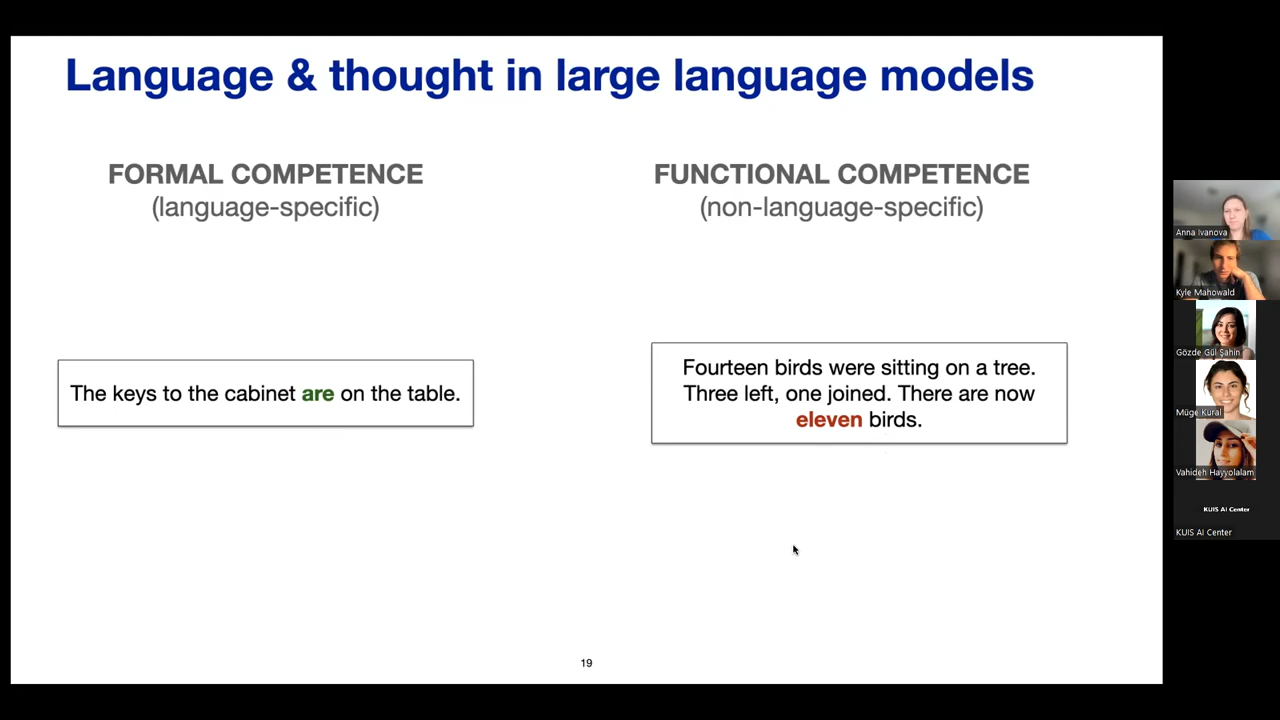 Language & thought in large language models
FORMAL COMPETENCE
(language-specific)
FUNCTIONAL COMPETENCE
(non-language-specific)
The keys to the cabinet are on the table.
Fourteen birds were sitting on a tree.
Three left, one joined. There are now
eleven birds.
19
Anna Ivanova
Kyle Mahowald
Gözde Gül Şahin
Müge Kural
Vahideh Hayyolalam
KUIS AI Center
KUIS AI Center